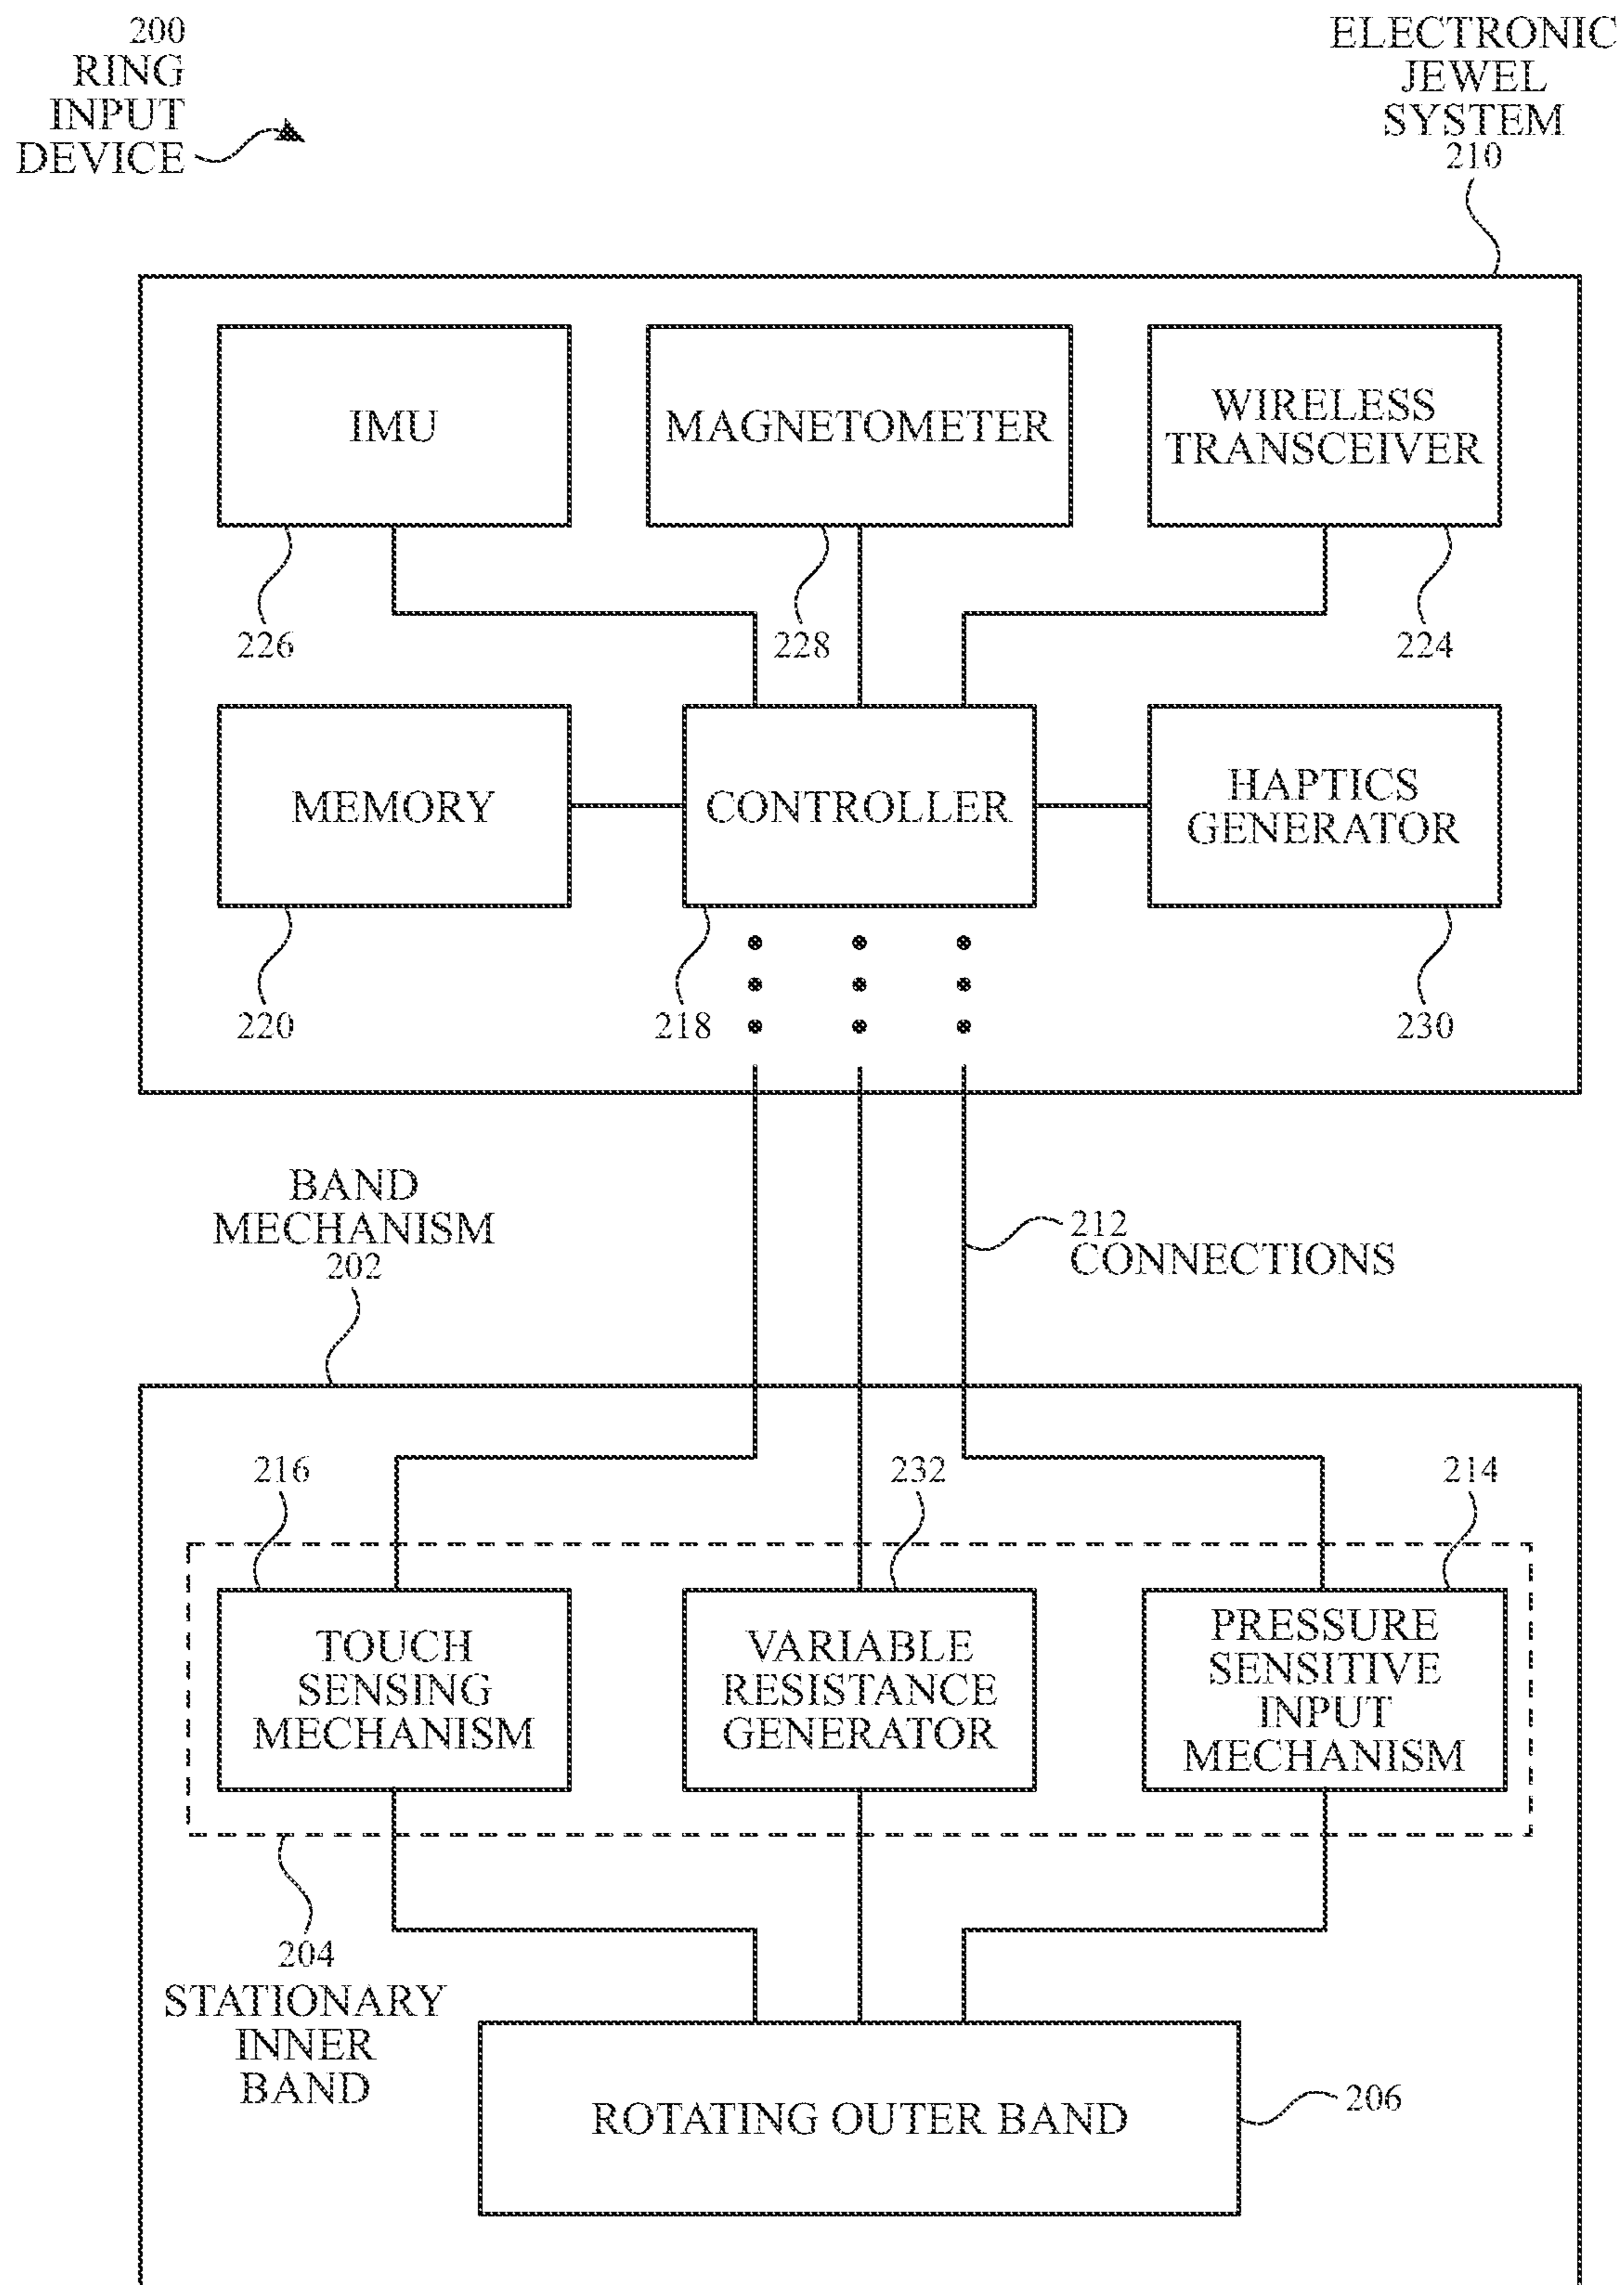 200
RING
INPUT
DEVICE
ELECTRONIC
JEWEL
SYSTEM
210
IMU
MAGNETOMETER
WIRELESS
TRANSCEIVER
226
228
224
MEMORY
CONTROLLER
HAPTICS
GENERATOR
220
218
230
BAND
MECHANISM
202
212
CONNECTIONS
216
232
214
TOUCH
SENSING
MECHANISM
VARIABLE
RESISTANCE
GENERATOR
PRESSURE
SENSITIVE
INPUT
MECHANISM
204
STATIONARY
INNER
BAND
ROTATING OUTER BAND
206